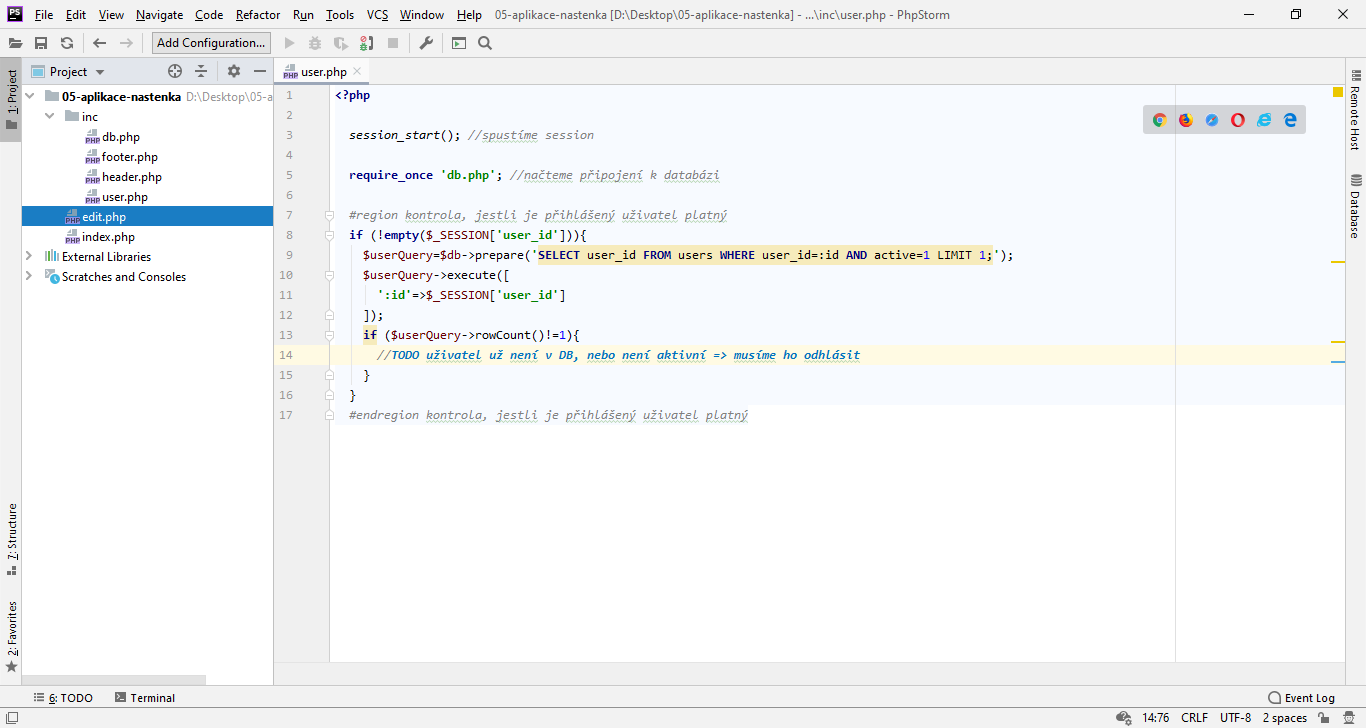 PS File Edit View Navigate Code Refactor Run Tools VCS Window Help 05-aplikace-nastenka [D:\Desktop\05-aplikace-nastenka] - ...\inc\user.php - PhpStorm
Add Configuration...
Project
user.php
1: Project
05-aplikace-nastenka D:\Desktop\05-a
inc
db.php
footer.php
header.php
user.php
edit.php
index.php
External Libraries
Scratches and Consoles
1 <?php
2
3 session_start(); //spustíme session
4
5 require_once 'db.php'; //načteme připojení k databázi
6
7 #region kontrola, jestli je přihlášený uživatel platný
8 if (!empty($_SESSION['user_id'])){
9 $userQuery=$db->prepare('SELECT user_id FROM users WHERE user_id=:id AND active=1 LIMIT 1;');
10 $userQuery->execute([
11 ':id'=>$_SESSION['user_id']
12 ]);
13 if ($userQuery->rowCount()!=1){
14 //TODO uživatel už není v DB, nebo není aktivní => musíme ho odhlásit
15 }
16 }
17 #endregion kontrola, jestli je přihlášený uživatel platný
Remote Host
Database
7: Structure
2: Favorites
6: TODO Terminal Event Log
14:76 CRLF UTF-8 2 spaces